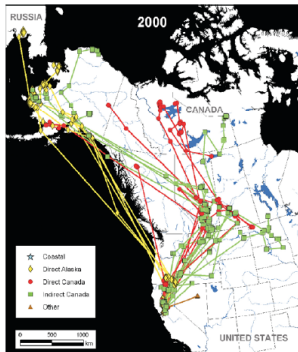 RUSSIA
2000
CANADA
Coastal
Direct Alaska
Direct Canada
Indirect Canada
Other
0 500 1000
km
UNITED STATES